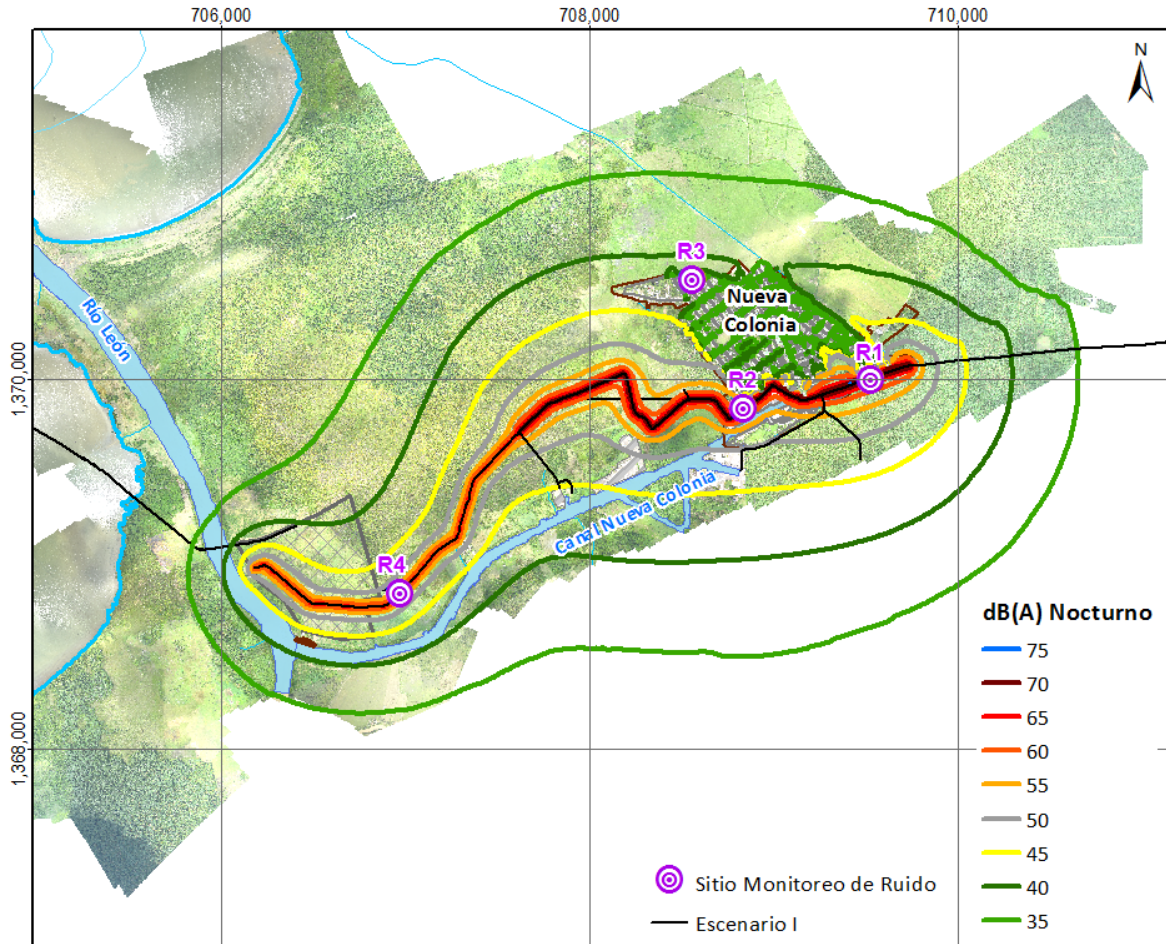 706,000
708,000
710,000
N
R3
Nueva
Colonia
Río León
1,370,000
R1
R2
Canal Nueva Colonia
R4
dB(A) Nocturno
75
70
65
60
55
50
45
40
35
1,368,000
Sitio Monitoreo de Ruido
Escenario I